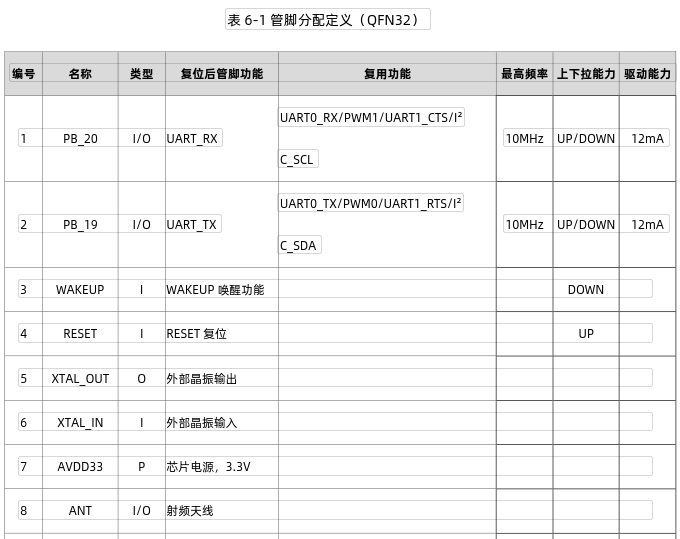 表 6-1 管脚分配定义（QFN32）
编号 名称 类型 复位后管脚功能 复用功能 最高频率 上下拉能力 驱动能力
1 PB_20 I/O UART_RX UART0_RX/PWM1/UART1_CTS/I²C_SCL 10MHz UP/DOWN 12mA
2 PB_19 I/O UART_TX UART0_TX/PWM0/UART1_RTS/I²C_SDA 10MHz UP/DOWN 12mA
3 WAKEUP I WAKEUP 唤醒功能 DOWN
4 RESET I RESET 复位 UP
5 XTAL_OUT O 外部晶振输出
6 XTAL_IN I 外部晶振输入
7 AVDD33 P 芯片电源，3.3V
8 ANT I/O 射频天线